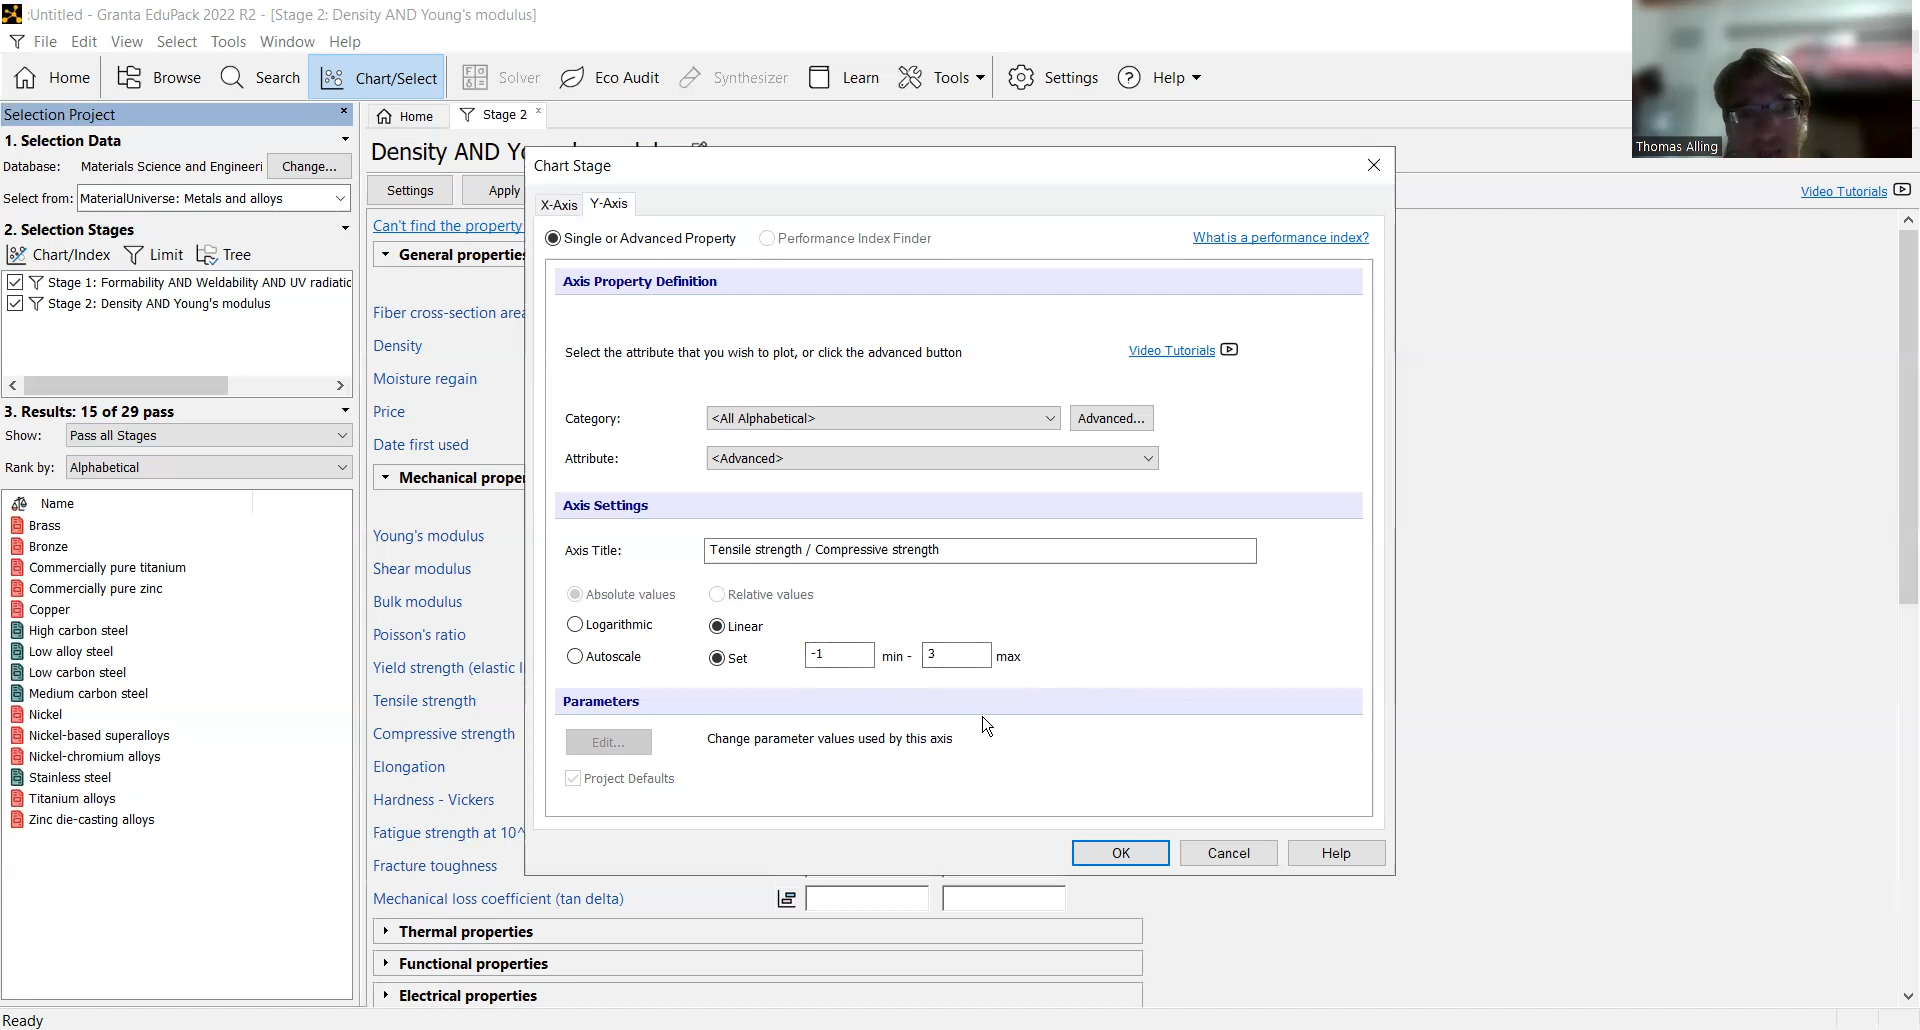 :Untitled - Granta EduPack 2022 R2 - [Stage 2: Density AND Young's modulus]
File Edit View Select Tools Window Help
Home Browse Search Chart/Select Solver Eco Audit Synthesizer Learn Tools Settings Help
Thomas Alling
Selection Project
1. Selection Data
Database: Materials Science and Engineeri Change...
Select from: MaterialUniverse: Metals and alloys
2. Selection Stages
Chart/Index Limit Tree
Stage 1: Formability AND Weldability AND UV radiatic
Stage 2: Density AND Young's modulus
3. Results: 15 of 29 pass
Show: Pass all Stages
Rank by: Alphabetical
Name
Brass
Bronze
Commercially pure titanium
Commercially pure zinc
Copper
High carbon steel
Low alloy steel
Low carbon steel
Medium carbon steel
Nickel
Nickel-based superalloys
Nickel-chromium alloys
Stainless steel
Titanium alloys
Zinc die-casting alloys
Home Stage 2
Density AND Yo
Settings Apply
Video Tutorials
Can't find the property
General properties
Fiber cross-section area
Density
Moisture regain
Price
Date first used
Mechanical proper
Young's modulus
Shear modulus
Bulk modulus
Poisson's ratio
Yield strength (elastic l
Tensile strength
Compressive strength
Elongation
Hardness - Vickers
Fatigue strength at 10^
Fracture toughness
Mechanical loss coefficient (tan delta)
Thermal properties
Functional properties
Electrical properties
Chart Stage
X-Axis Y-Axis
Single or Advanced Property Performance Index Finder What is a performance index?
Axis Property Definition
Select the attribute that you wish to plot, or click the advanced button Video Tutorials
Category: <All Alphabetical> Advanced...
Attribute: <Advanced>
Axis Settings
Axis Title: Tensile strength / Compressive strength
Absolute values Relative values
Logarithmic Linear
Autoscale Set -1 min - 3 max
Parameters
Edit... Change parameter values used by this axis
Project Defaults
OK Cancel Help
Ready